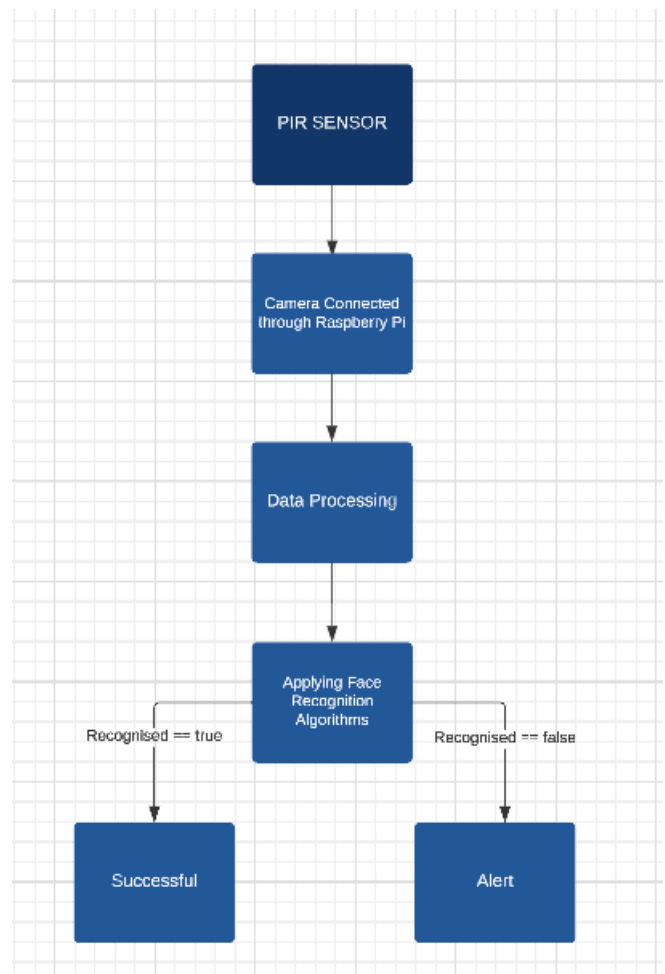 PIR SENSOR
Camera Connected
through Raspberry Pi
Data Processing
Applying Face
Recognition
Algorithms
Recognised == true
Recognised == false
Successful
Alert